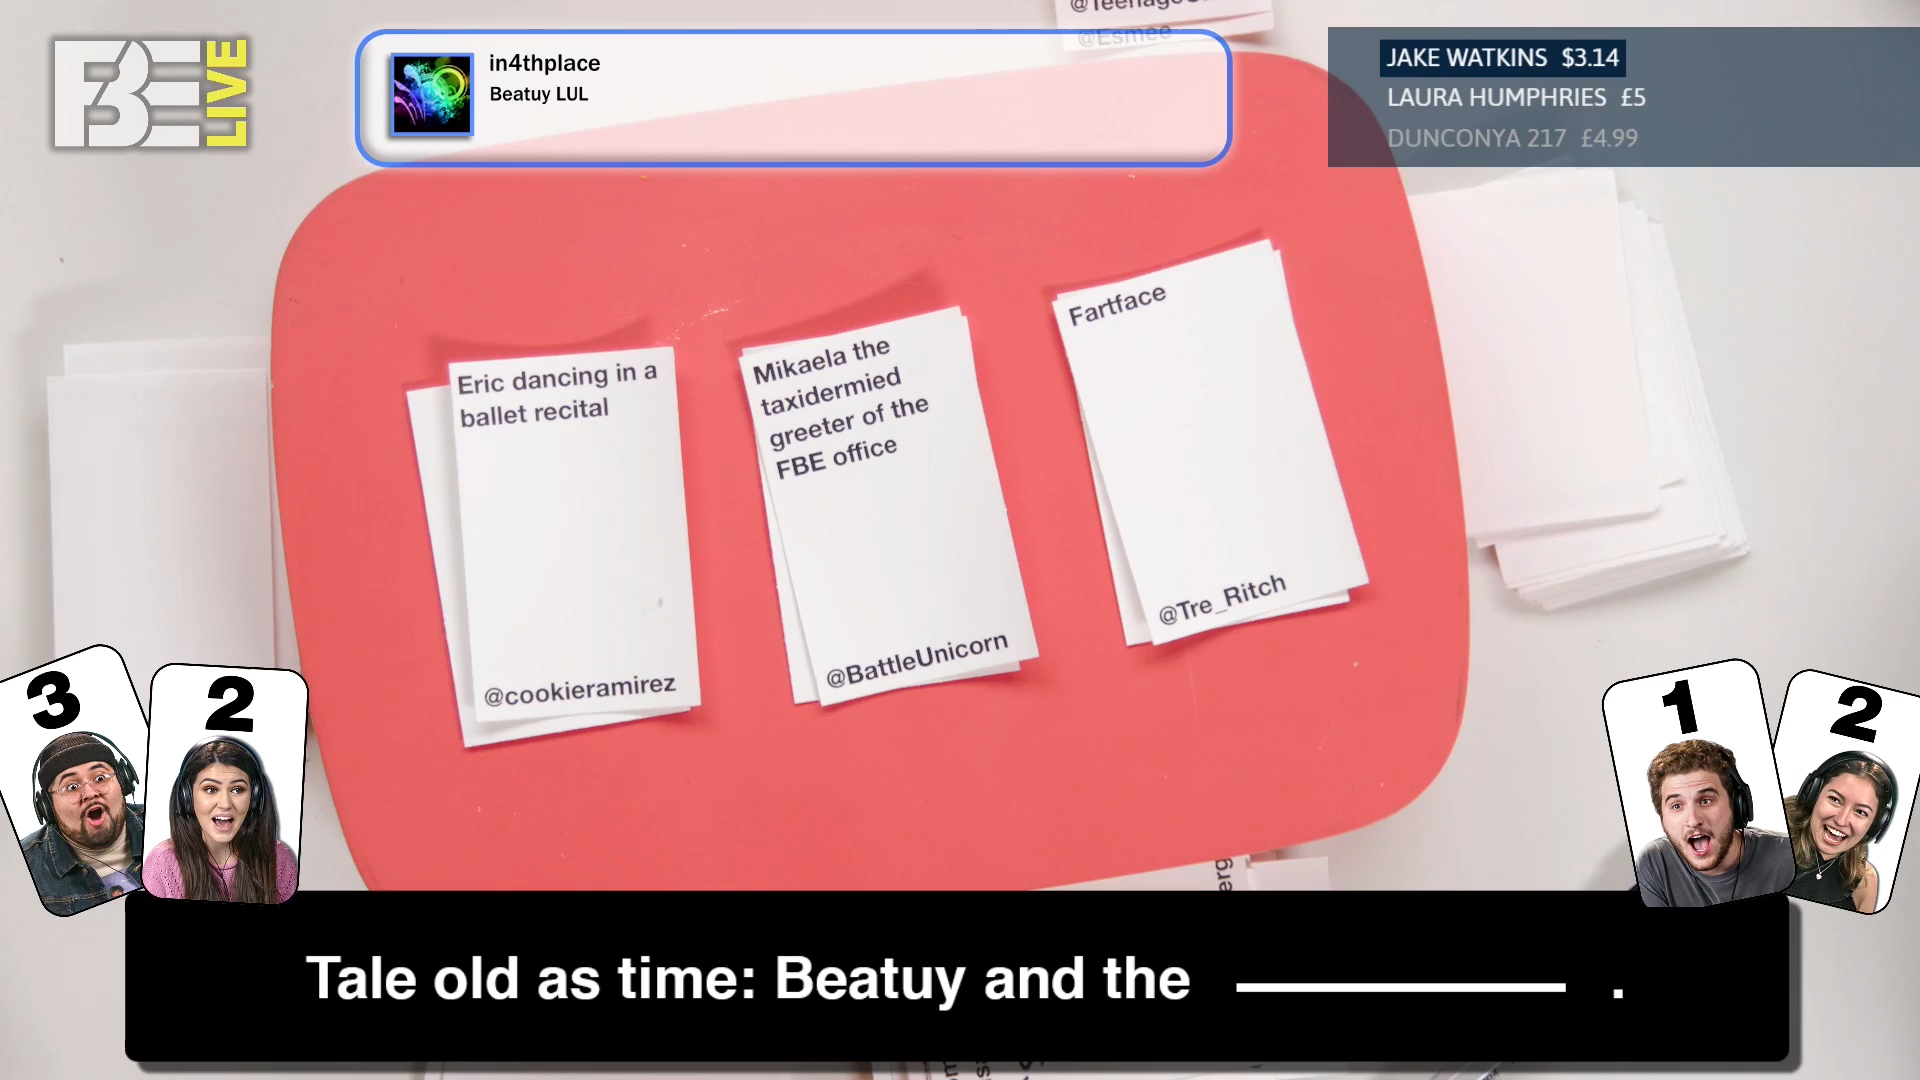 @Teenage
@Esmee
FBE LIVE
in4thplace
Beatuy LUL
JAKE WATKINS $3.14
LAURA HUMPHRIES £5
DUNCONYA 217 £4.99
Eric dancing in a
ballet recital
@cookieramirez
Mikaela the
taxidermied
greeter of the
FBE office
@BattleUnicorn
Fartface
@Tre_Ritch
3
2
1
2
Tale old as time: Beatuy and the ________ .